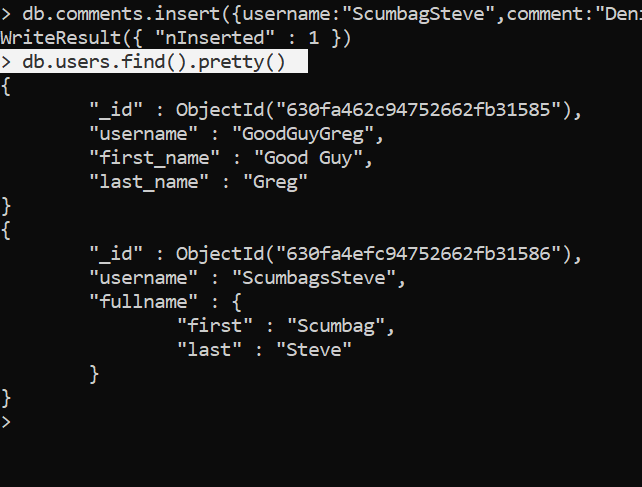 > db.comments.insert({username:"ScumbagSteve",comment:"Den
WriteResult({ "nInserted" : 1 })
> db.users.find().pretty()
{
"_id" : ObjectId("630fa462c94752662fb31585"),
"username" : "GoodGuyGreg",
"first_name" : "Good Guy",
"last_name" : "Greg"
}
{
"_id" : ObjectId("630fa4efc94752662fb31586"),
"username" : "ScumbagsSteve",
"fullname" : {
"first" : "Scumbag",
"last" : "Steve"
}
}
>